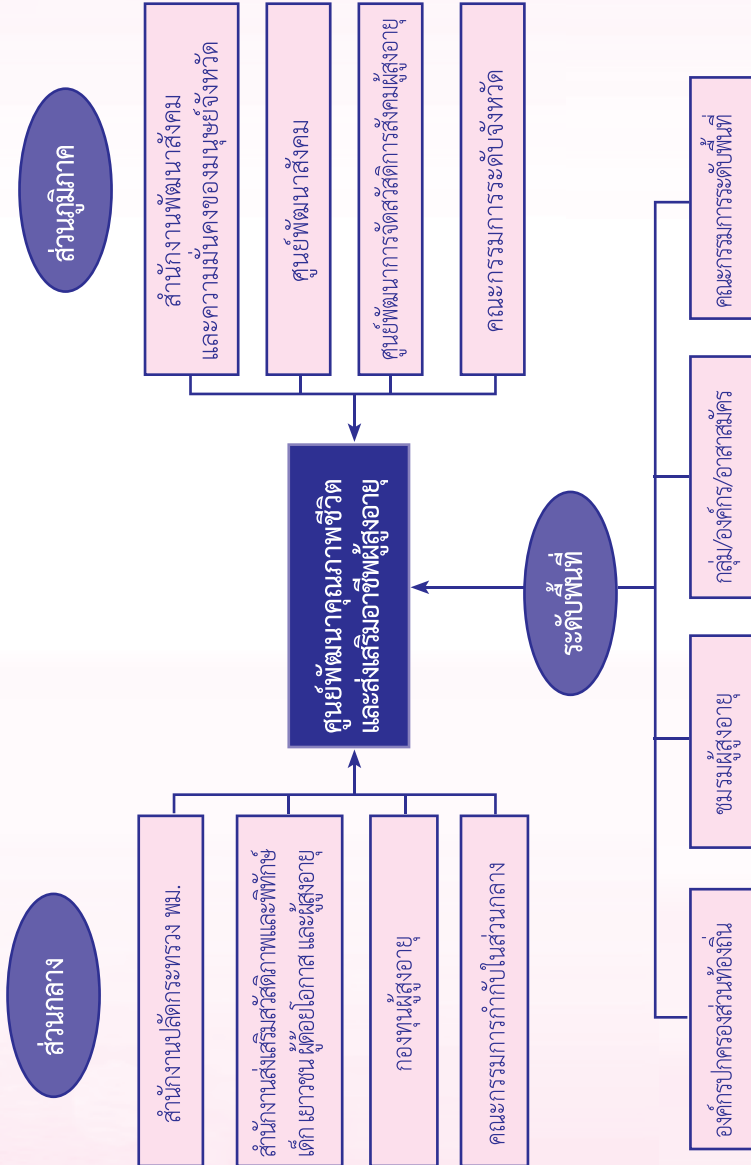 ส่วนกลาง
สำนักงานปลัดกระทรวง พม.
สำนักงานส่งเสริมสวัสดิภาพและพิทักษ์
เด็ก เยาวชน ผู้ด้อยโอกาส และผู้สูงอายุ
กองทุนผู้สูงอายุ
คณะกรรมการกำกับในส่วนกลาง
ศูนย์พัฒนาคุณภาพชีวิต
และส่งเสริมอาชีพผู้สูงอายุ
ส่วนภูมิภาค
สำนักงานพัฒนาสังคม
และความมั่นคงของมนุษย์จังหวัด
ศูนย์พัฒนาสังคม
ศูนย์พัฒนาการจัดสวัสดิการสังคมผู้สูงอายุ
คณะกรรมการระดับจังหวัด
ระดับพื้นที่
องค์กรปกครองส่วนท้องถิ่น
ชมรมผู้สูงอายุ
กลุ่ม/องค์กร/อาสาสมัคร
คณะกรรมการระดับพื้นที่